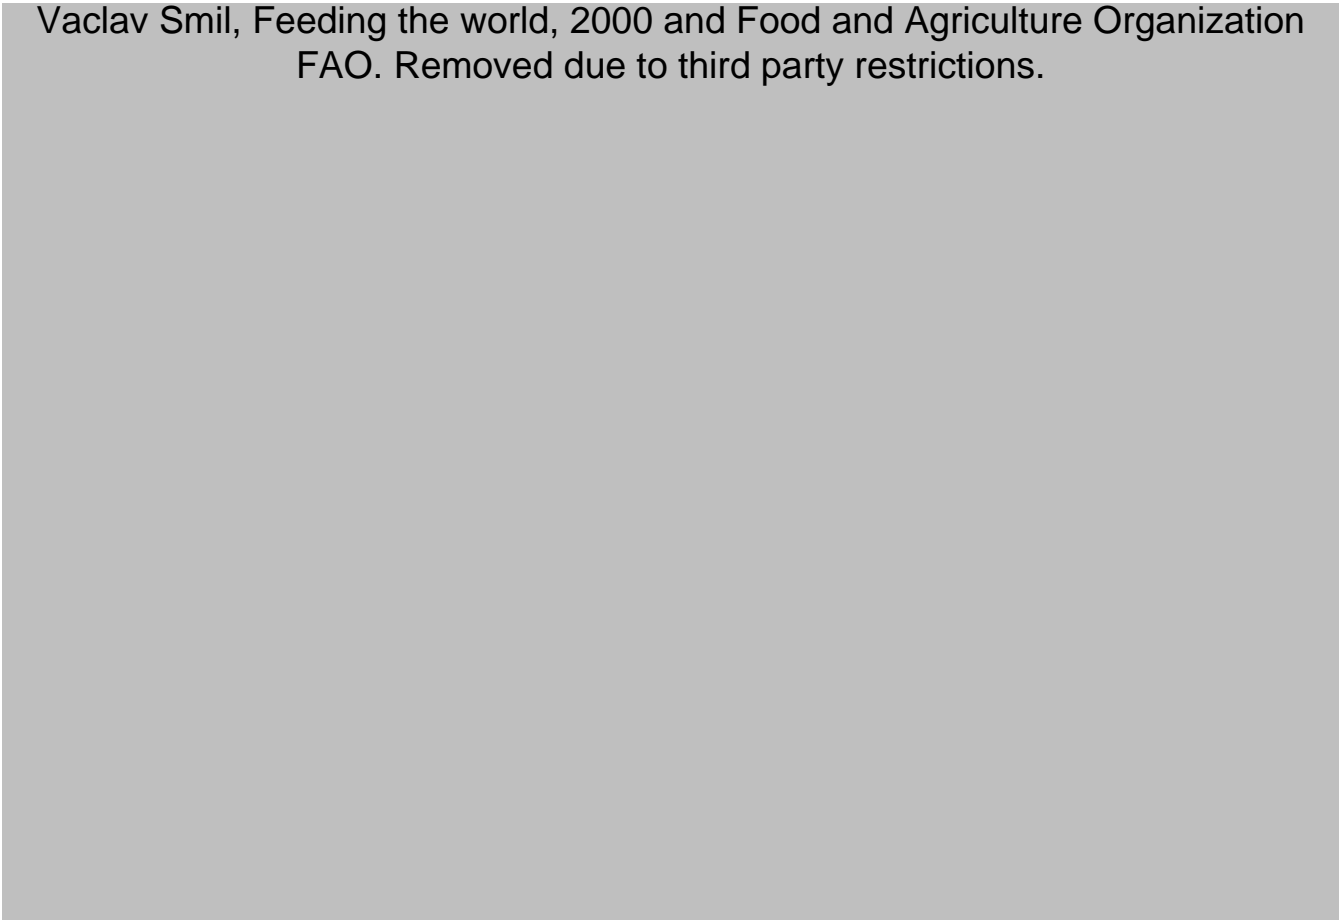 Vaclav Smil, Feeding the world, 2000 and Food and Agriculture Organization
FAO. Removed due to third party restrictions.